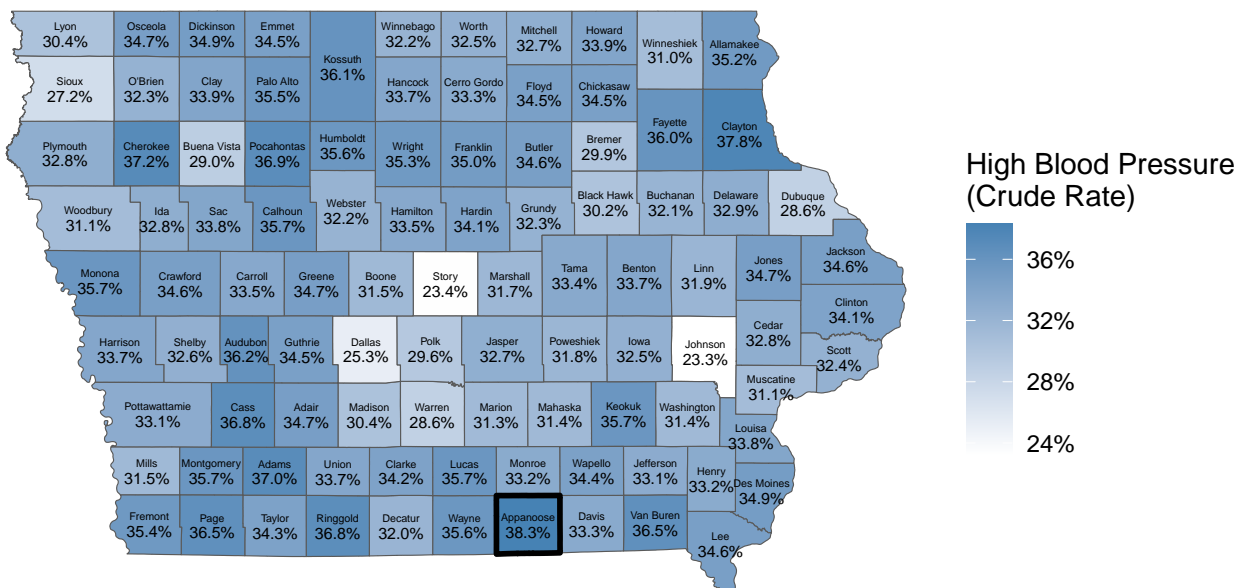 Lyon
30.4%
Osceola
34.7%
Dickinson
34.9%
Emmet
34.5%
Kossuth
36.1%
Winnebago
32.2%
Worth
32.5%
Mitchell
32.7%
Howard
33.9%
Winneshiek
31.0%
Allamakee
35.2%
Sioux
27.2%
O'Brien
32.3%
Clay
33.9%
Palo Alto
35.5%
Hancock
33.7%
Cerro Gordo
33.3%
Floyd
34.5%
Chickasaw
34.5%
Plymouth
32.8%
Cherokee
37.2%
Buena Vista
29.0%
Pocahontas
36.9%
Humboldt
35.6%
Wright
35.3%
Franklin
35.0%
Butler
34.6%
Bremer
29.9%
Fayette
36.0%
Clayton
37.8%
Woodbury
31.1%
Ida
32.8%
Sac
33.8%
Calhoun
35.7%
Webster
32.2%
Hamilton
33.5%
Hardin
34.1%
Grundy
32.3%
Black Hawk
30.2%
Buchanan
32.1%
Delaware
32.9%
Dubuque
28.6%
Monona
35.7%
Crawford
34.6%
Carroll
33.5%
Greene
34.7%
Boone
31.5%
Story
23.4%
Marshall
31.7%
Tama
33.4%
Benton
33.7%
Linn
31.9%
Jones
34.7%
Jackson
34.6%
Clinton
34.1%
Harrison
33.7%
Shelby
32.6%
Audubon
36.2%
Guthrie
34.5%
Dallas
25.3%
Polk
29.6%
Jasper
32.7%
Poweshiek
31.8%
Iowa
32.5%
Johnson
23.3%
Cedar
32.8%
Scott
32.4%
Muscatine
31.1%
Pottawattamie
33.1%
Cass
36.8%
Adair
34.7%
Madison
30.4%
Warren
28.6%
Marion
31.3%
Mahaska
31.4%
Keokuk
35.7%
Washington
31.4%
Louisa
33.8%
Mills
31.5%
Montgomery
35.7%
Adams
37.0%
Union
33.7%
Clarke
34.2%
Lucas
35.7%
Monroe
33.2%
Wapello
34.4%
Jefferson
33.1%
Henry
33.2%
Des Moines
34.9%
Fremont
35.4%
Page
36.5%
Taylor
34.3%
Ringgold
36.8%
Decatur
32.0%
Wayne
35.6%
Appanoose
38.3%
Davis
33.3%
Van Buren
36.5%
Lee
34.6%
High Blood Pressure
(Crude Rate)
36%
32%
28%
24%